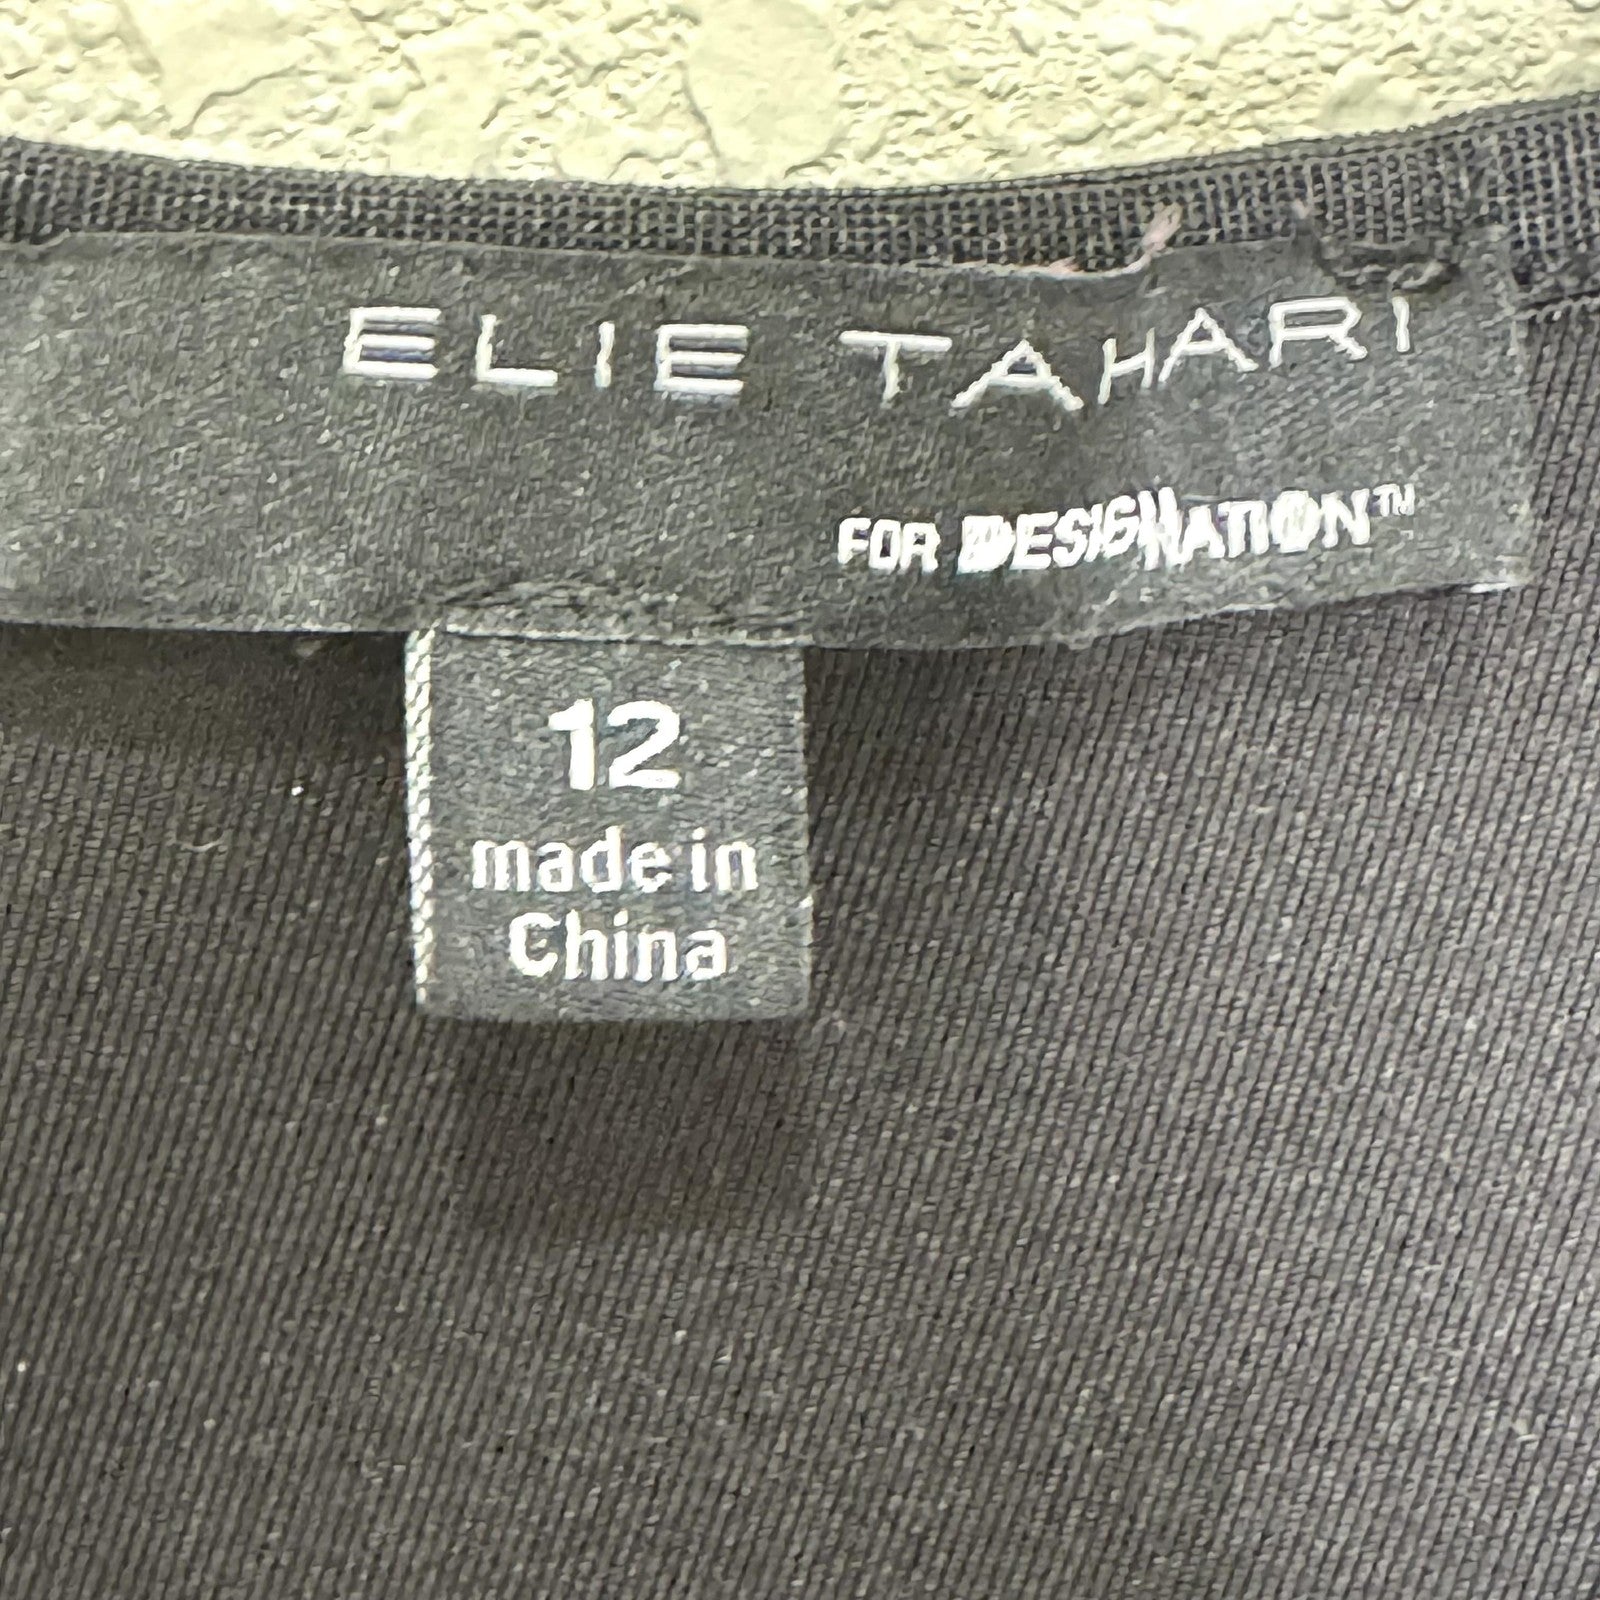 ELIE TAHARI
FOR DESIGNATION™
12
made in
China